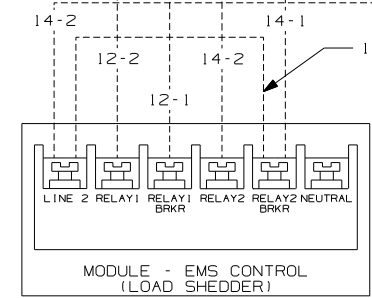 14-2
14-1
1
12-2
14-2
12-1
LINE 2 RELAY1 RELAY1 BRKR RELAY2 RELAY2 BRKR NEUTRAL
MODULE - EMS CONTROL
(LOAD SHEDDER)